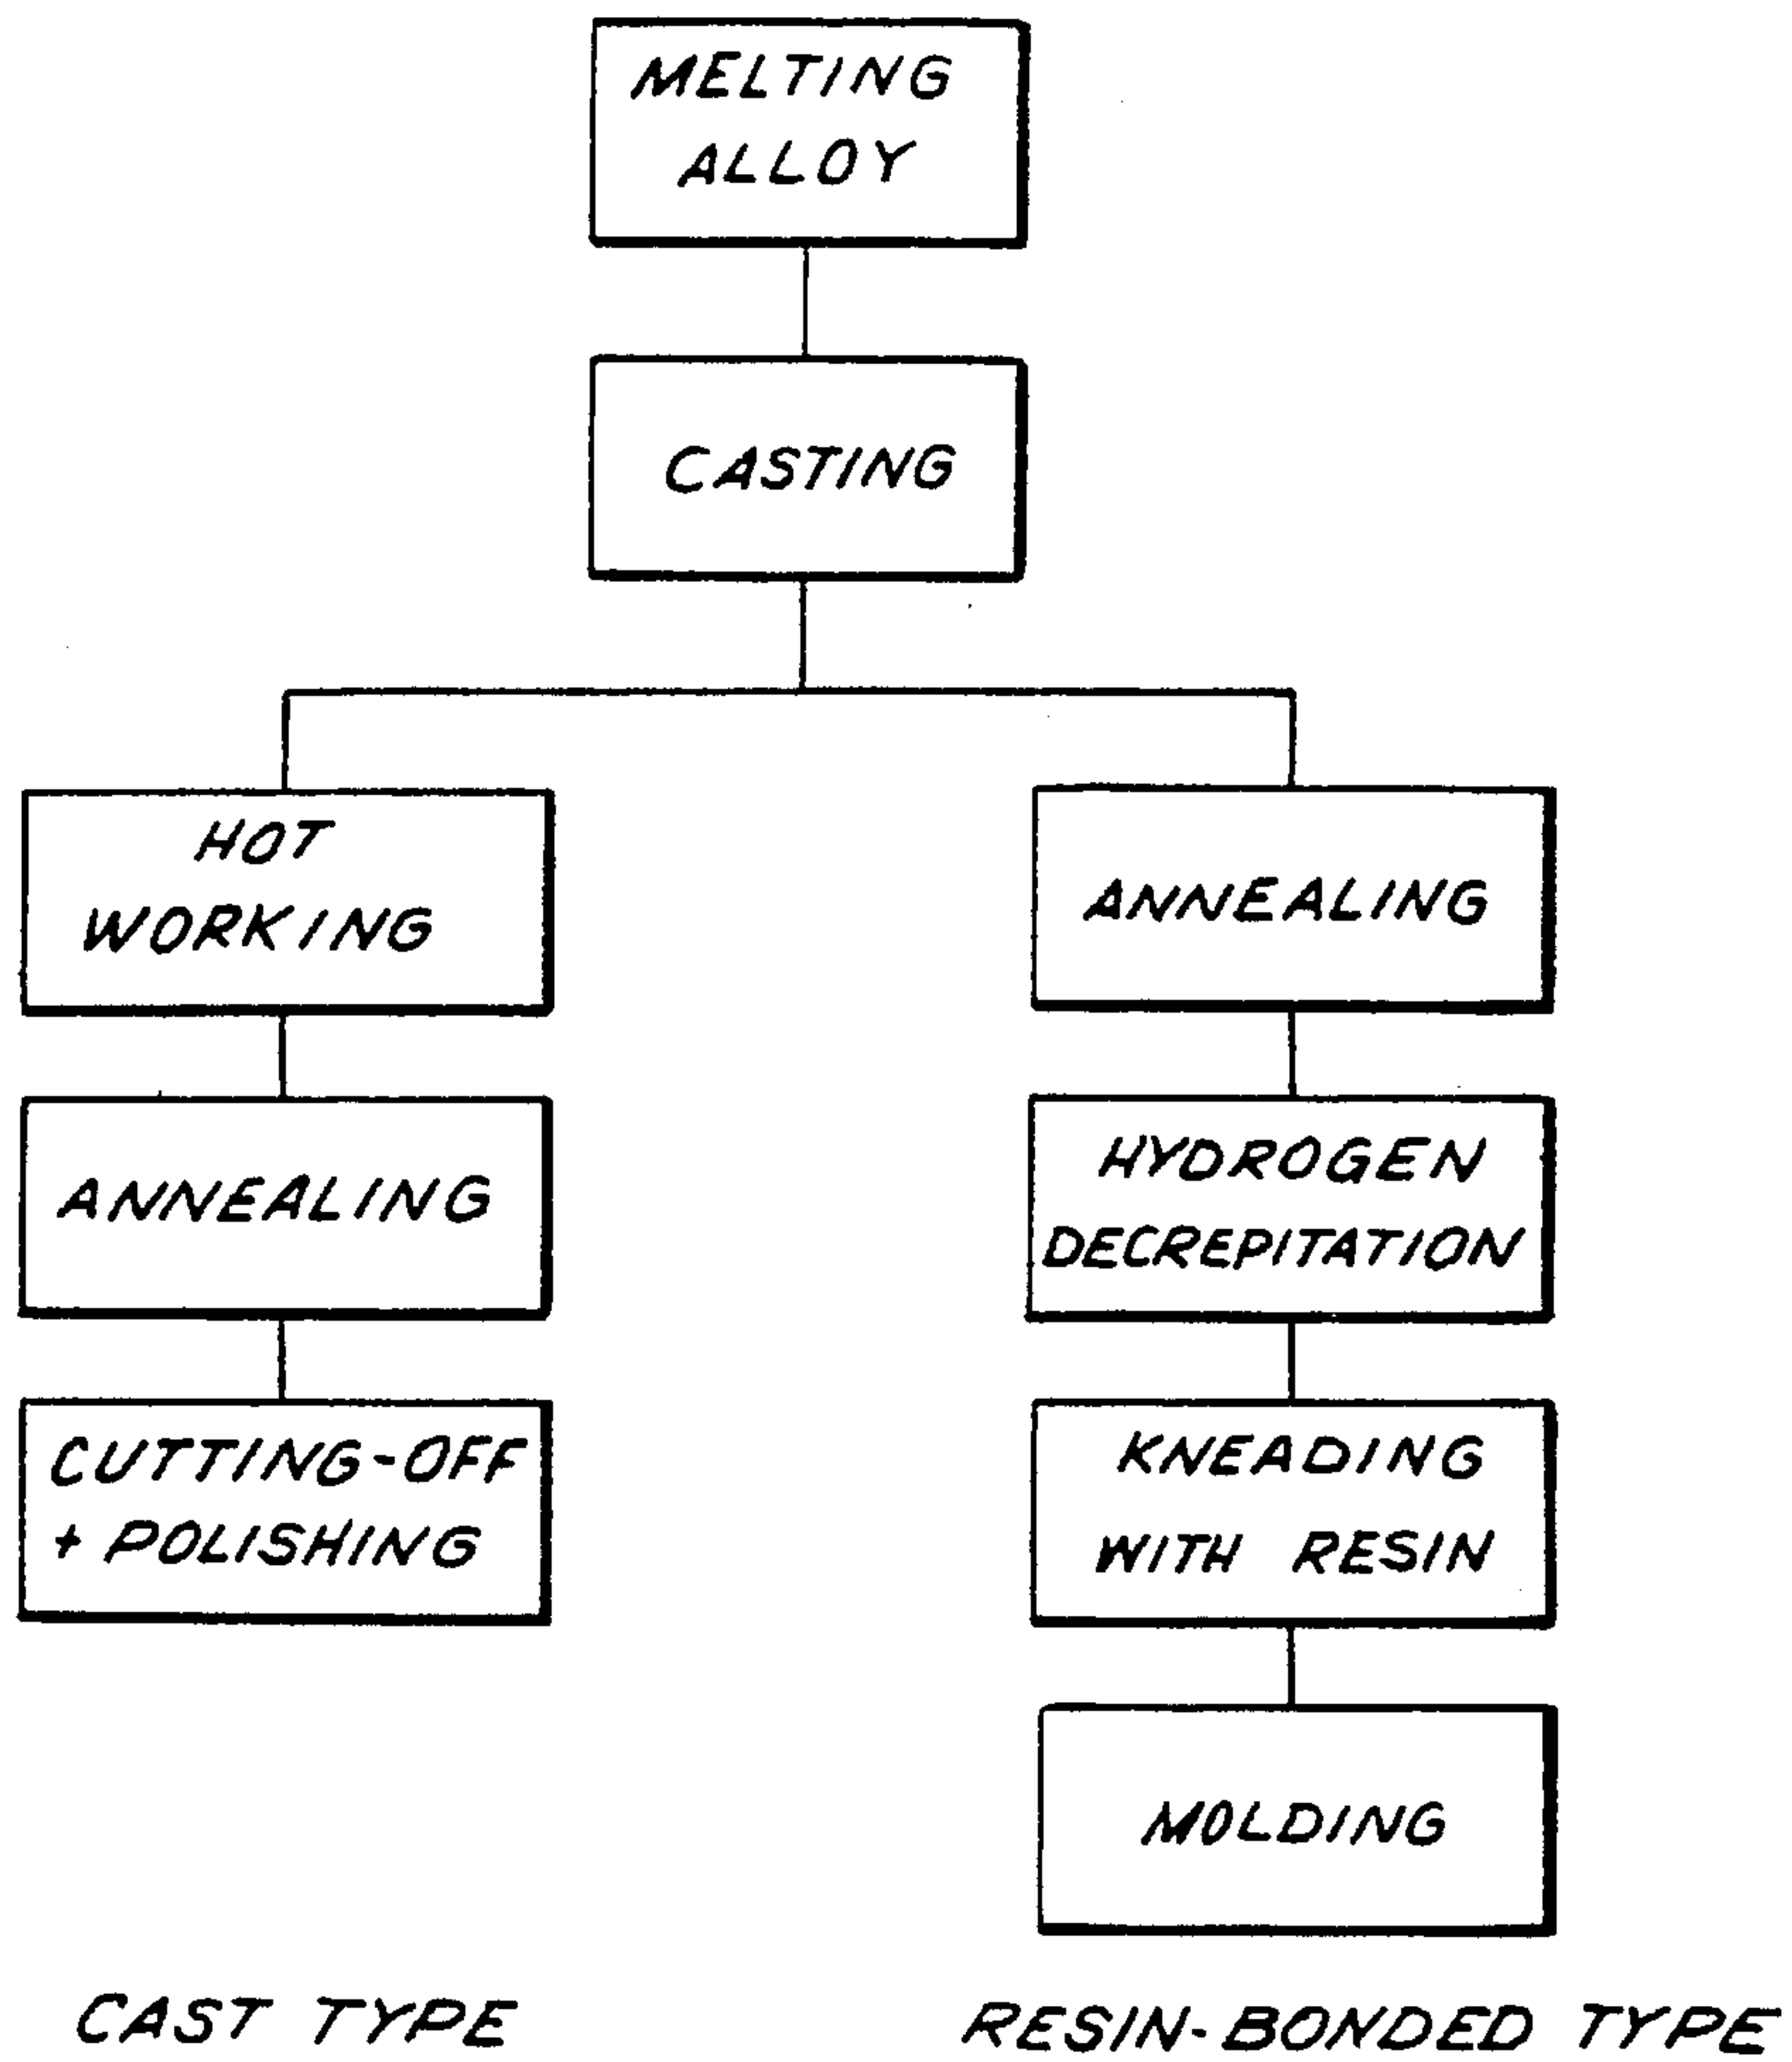 MELTING
ALLOY
CASTING
HOT
WORKING
ANNEALING
CUTTING-OFF
+ POLISHING
CAST TYPE
ANNEALING
HYDROGEN
DECREPITATION
KNEADING
WITH RESIN
MOLDING
RESIN-BONDED TYPE